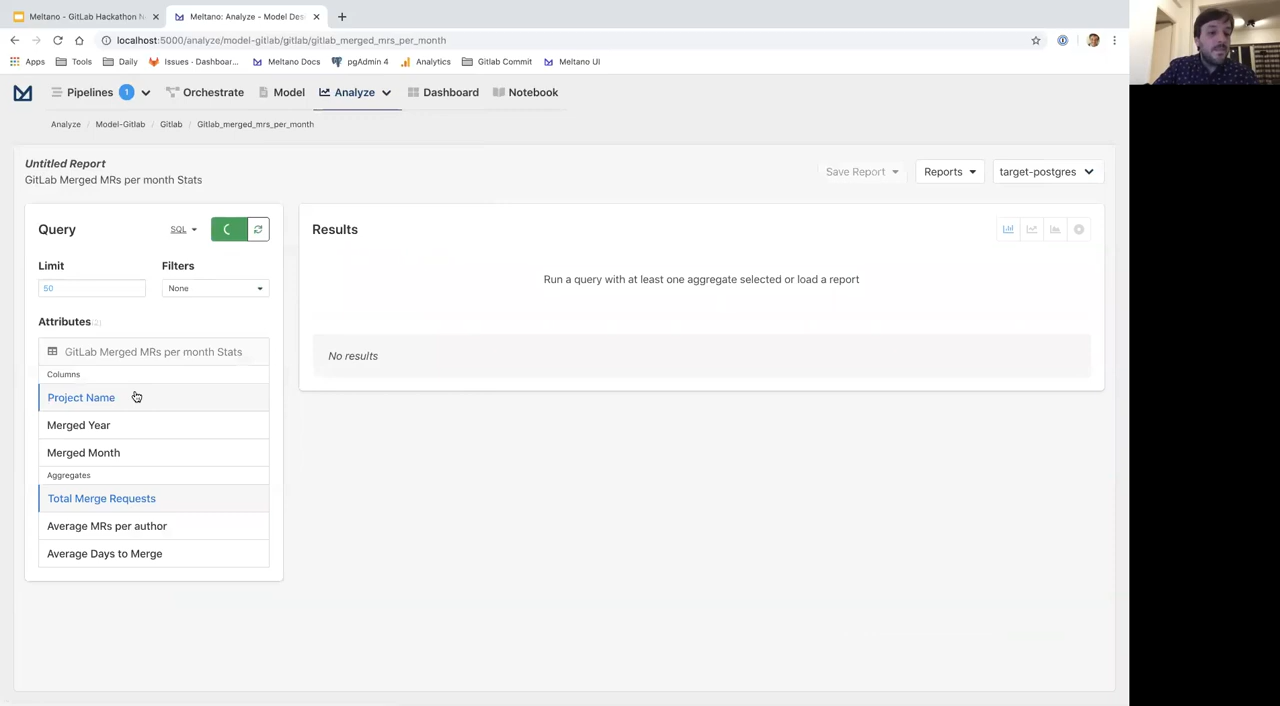 Meltano - GitLab Hackathon N
Meltano: Analyze - Model Des
localhost:5000/analyze/model-gitlab/gitlab/gitlab_merged_mrs_per_month
Apps Tools Daily Issues · Dashboar... Meltano Docs pgAdmin 4 Analytics Gitlab Commit Meltano UI
Pipelines 1 Orchestrate Model Analyze Dashboard Notebook
Analyze / Model-Gitlab / Gitlab / Gitlab_merged_mrs_per_month
Untitled Report
GitLab Merged MRs per month Stats
Save Report Reports target-postgres
Query SQL
Results
Limit Filters
50 None
Run a query with at least one aggregate selected or load a report
Attributes
GitLab Merged MRs per month Stats
No results
Columns
Project Name
Merged Year
Merged Month
Aggregates
Total Merge Requests
Average MRs per author
Average Days to Merge